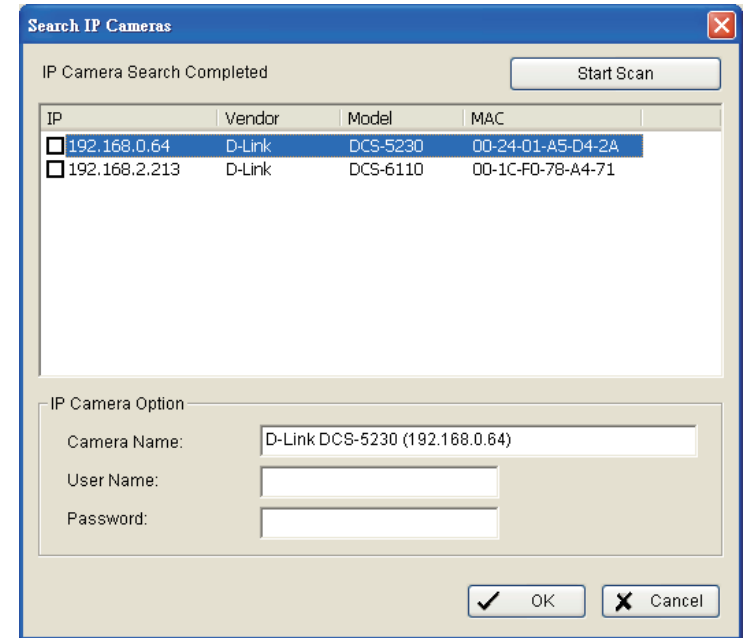 Search IP Cameras
IP Camera Search Completed
Start Scan
IP Vendor Model MAC
192.168.0.64 D-Link DCS-5230 00-24-01-A5-D4-2A
192.168.2.213 D-Link DCS-6110 00-1C-F0-78-A4-71
IP Camera Option
Camera Name: D-Link DCS-5230 (192.168.0.64)
User Name:
Password:
OK Cancel